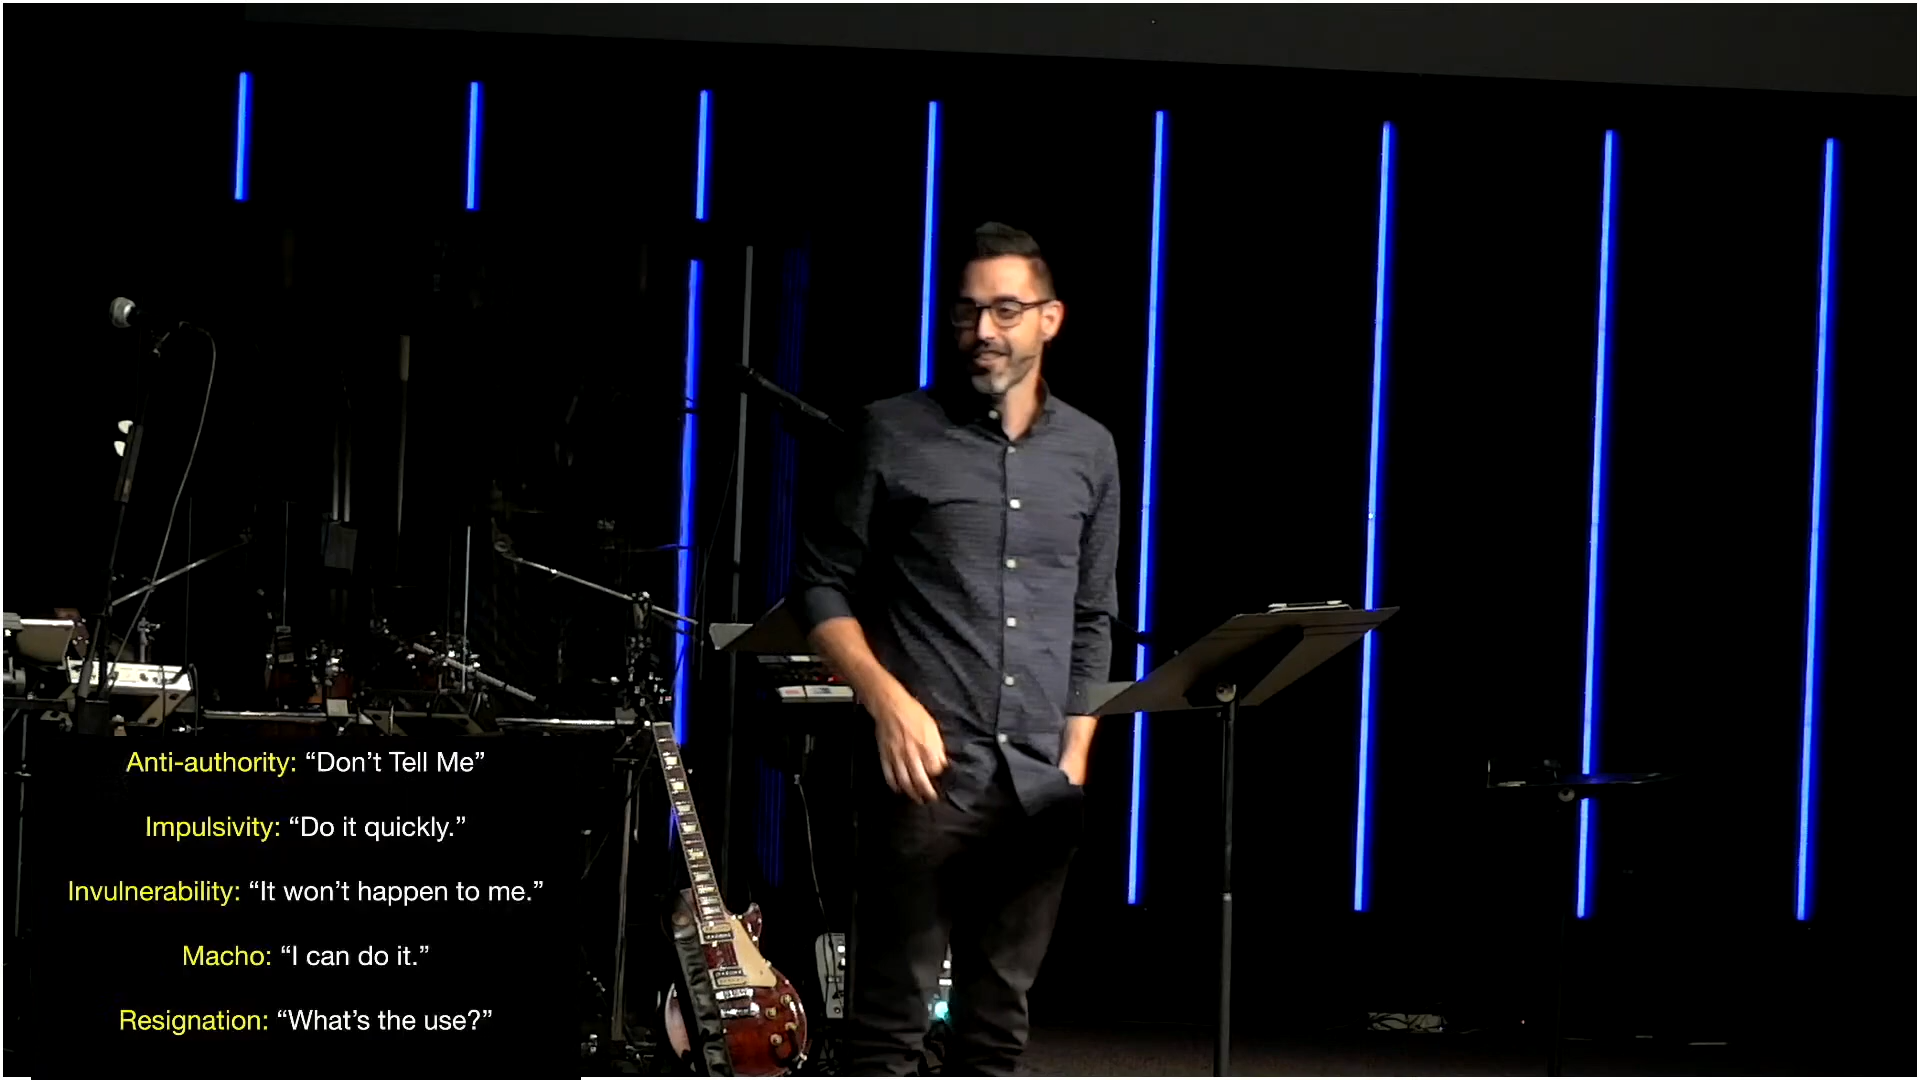 Anti-authority: “Don’t Tell Me”
Impulsivity: “Do it quickly.”
Invulnerability: “It won’t happen to me.”
Macho: “I can do it.”
Resignation: “What’s the use?”